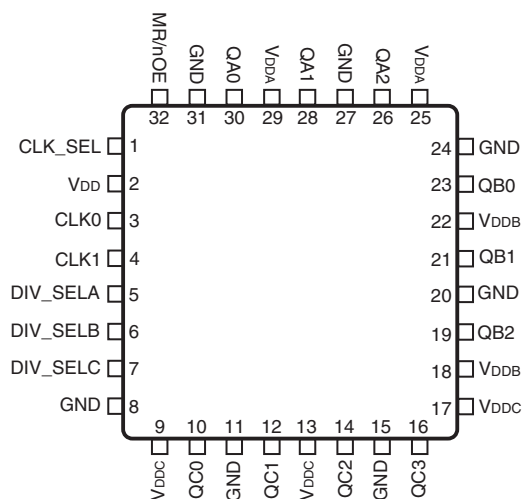 MR/nOE GND QA0 VDDA QA1 GND QA2 VDDA
32 31 30 29 28 27 26 25
CLK_SEL 1 24 GND
VDD 2 23 QB0
CLK0 3 22 VDDB
CLK1 4 21 QB1
DIV_SELA 5 20 GND
DIV_SELB 6 19 QB2
DIV_SELC 7 18 VDDB
GND 8 17 VDDC
9 10 11 12 13 14 15 16
VDDC QC0 GND QC1 VDDC QC2 GND QC3